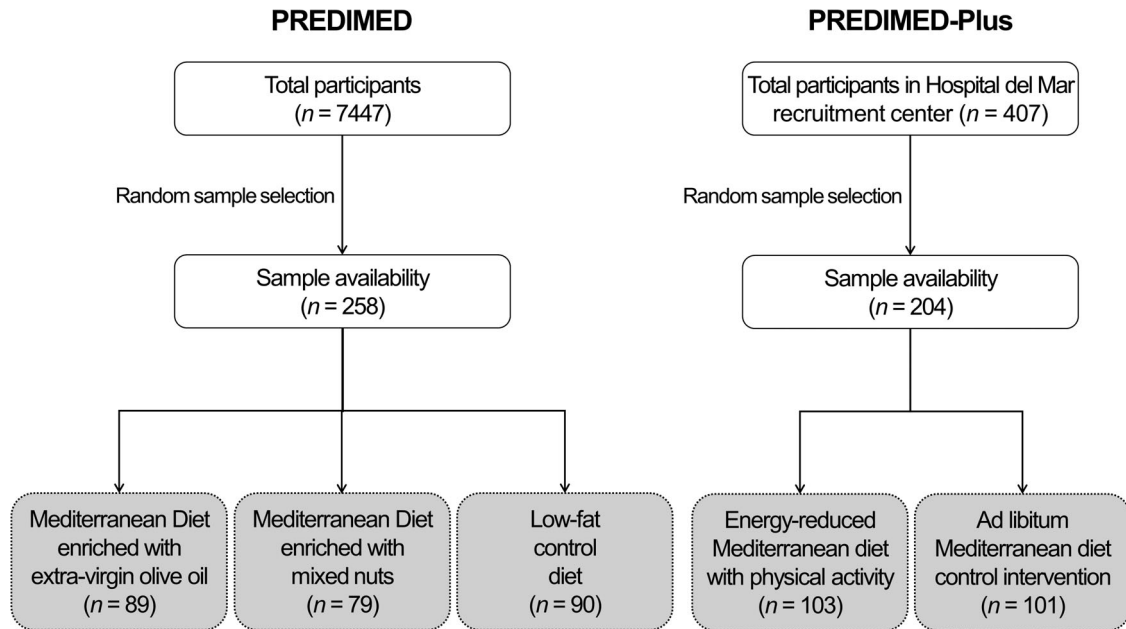 PREDIMED
Total participants
(n = 7447)
Random sample selection
Sample availability
(n = 258)
Mediterranean Diet
enriched with
extra-virgin olive oil
(n = 89)
Mediterranean Diet
enriched with
mixed nuts
(n = 79)
Low-fat
control
diet
(n = 90)
PREDIMED-Plus
Total participants in Hospital del Mar
recruitment center (n = 407)
Random sample selection
Sample availability
(n = 204)
Energy-reduced
Mediterranean diet
with physical activity
(n = 103)
Ad libitum
Mediterranean diet
control intervention
(n = 101)